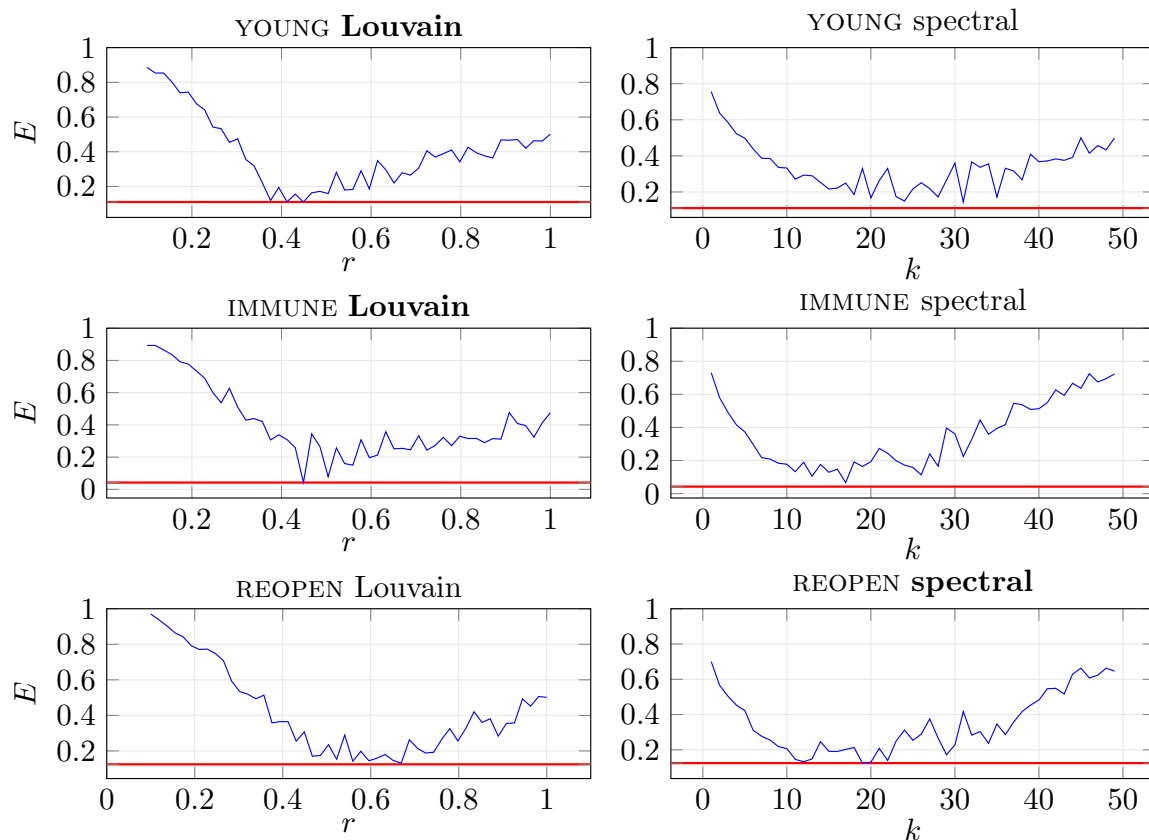 YOUNG Louvain
1
0.8
0.6
0.4
0.2
E
0.2 0.4 0.6 0.8 1
r
YOUNG spectral
1
0.8
0.6
0.4
0.2
0 10 20 30 40 50
k
IMMUNE Louvain
1
0.8
0.6
0.4
0.2
0
E
0.2 0.4 0.6 0.8 1
r
IMMUNE spectral
1
0.8
0.6
0.4
0.2
0
0 10 20 30 40 50
k
REOPEN Louvain
1
0.8
0.6
0.4
0.2
E
0 0.2 0.4 0.6 0.8 1
r
REOPEN spectral
1
0.8
0.6
0.4
0.2
0 10 20 30 40 50
k